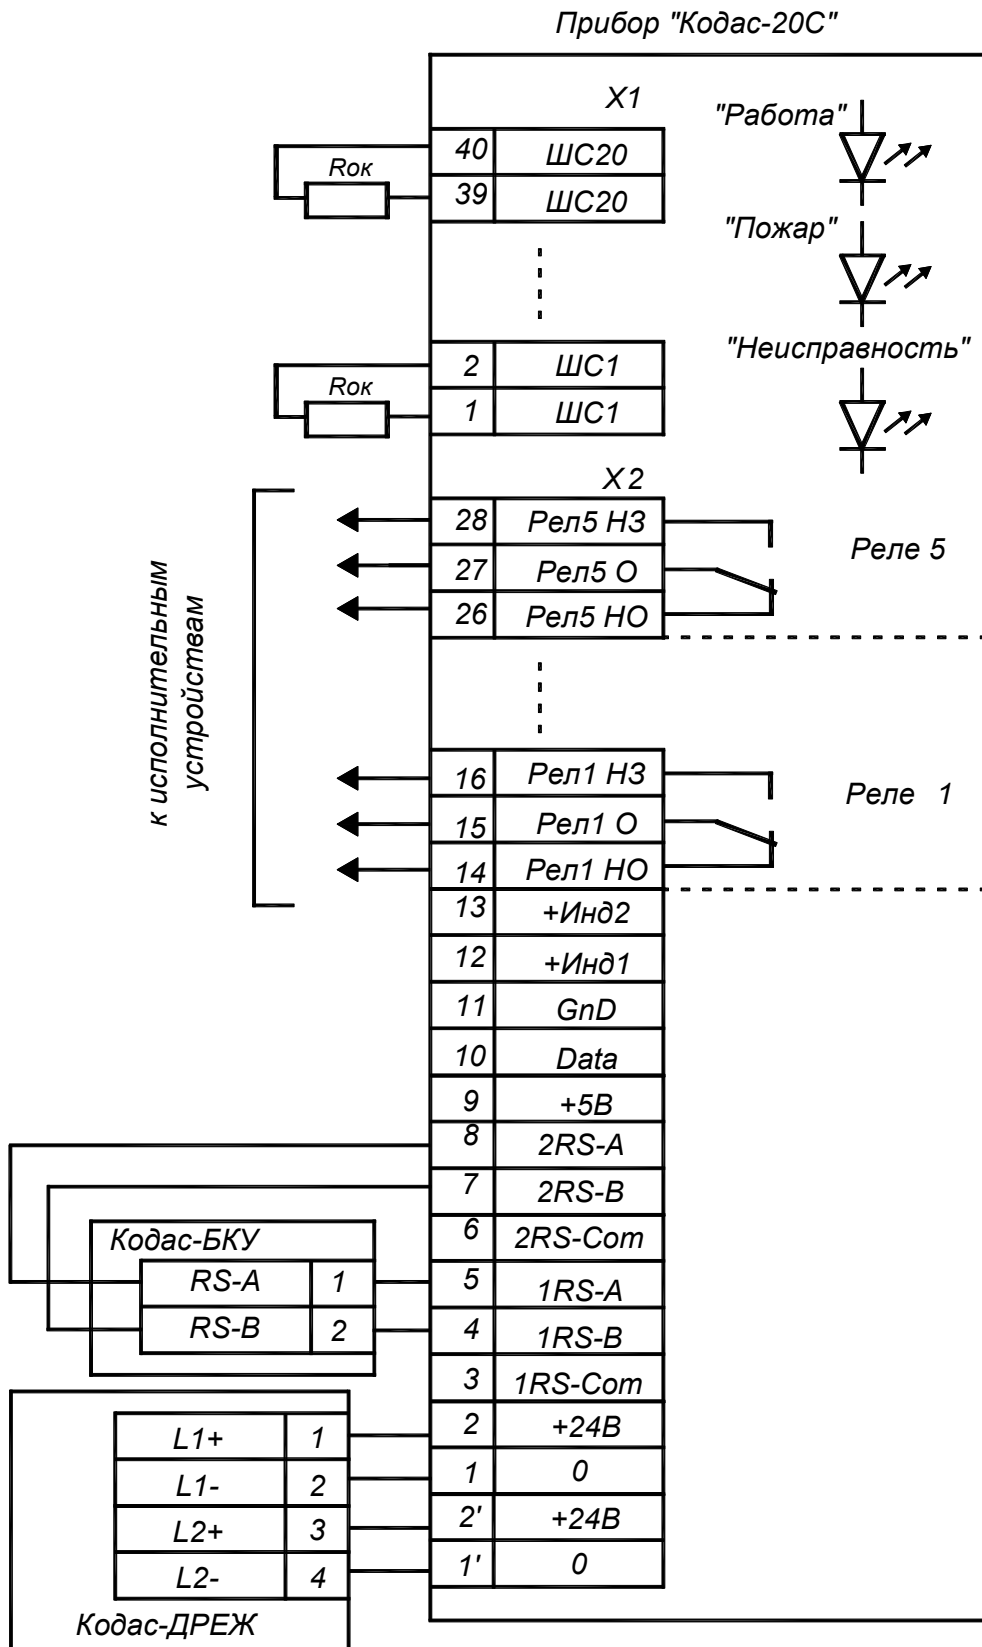 Прибор "Кодас-20С"
X1
"Работа"
40 ШС20
Rок
39 ШС20
"Пожар"
"Неисправность"
2 ШС1
Rок
1 ШС1
X2
28 Рел5 НЗ
Реле 5
27 Рел5 О
26 Рел5 НО
к исполнительным
устройствам
16 Рел1 НЗ
Реле 1
15 Рел1 О
14 Рел1 НО
13 +Инд2
12 +Инд1
11 GnD
10 Data
9 +5В
8 2RS-A
7 2RS-B
6 2RS-Com
Кодас-БКУ
RS-A 1 5 1RS-A
RS-B 2 4 1RS-B
3 1RS-Com
L1+ 1 2 +24В
L1- 2 1 0
L2+ 3 2' +24В
L2- 4 1' 0
Кодас-ДРЕЖ